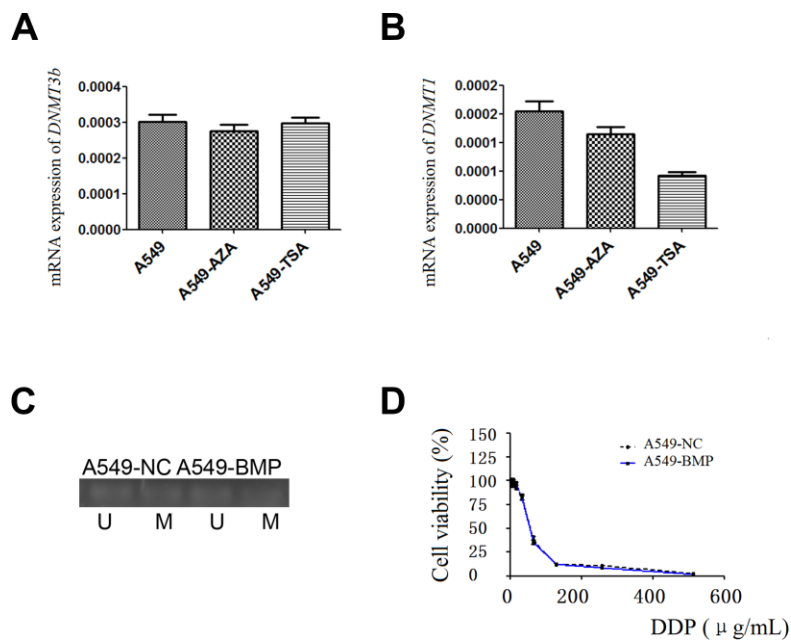 A
mRNA expression of DNMT3b
0.0004
0.0003
0.0002
0.0001
0.0000
A549
A549-AZA
A549-TSA
B
mRNA expression of DNMT1
0.0002
0.0002
0.0001
0.0001
0.0000
0.0000
A549
A549-AZA
A549-TSA
C
A549-NC A549-BMP
U M U M
D
Cell viability (%)
150
125
100
75
50
25
0
0 200 400 600
DDP ( μg/mL)
A549-NC
A549-BMP